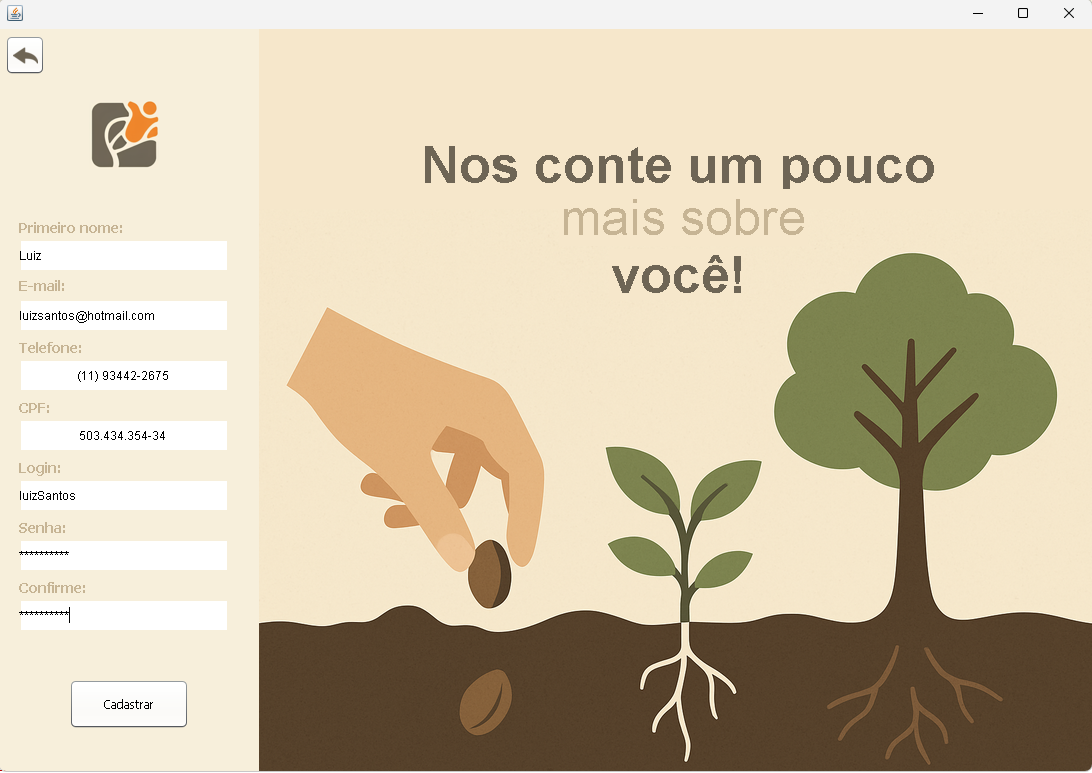 Nos conte um pouco
mais sobre
você!
Primeiro nome:
Luiz
E-mail:
luizsantos@hotmail.com
Telefone:
(11) 93442-2675
CPF:
503.434.354-34
Login:
luizSantos
Senha:
**********
Confirme:
**********
Cadastrar